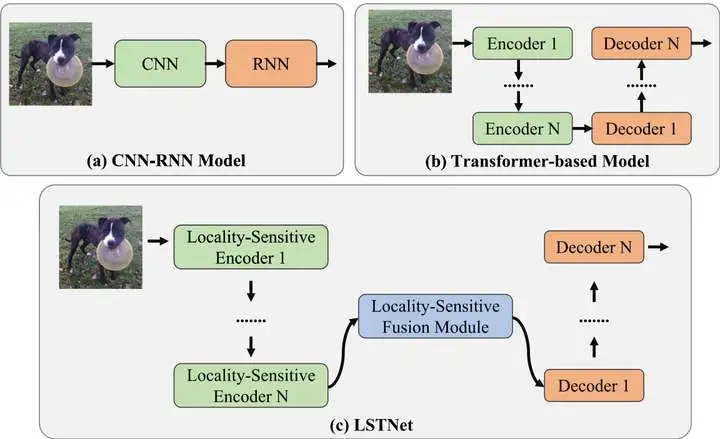 CNN
RNN
(a) CNN-RNN Model
Encoder 1
Decoder N
.......
.......
Encoder N
Decoder 1
(b) Transformer-based Model
Locality-Sensitive
Encoder 1
.......
Locality-Sensitive
Encoder N
Locality-Sensitive
Fusion Module
Decoder N
.......
Decoder 1
(c) LSTNet